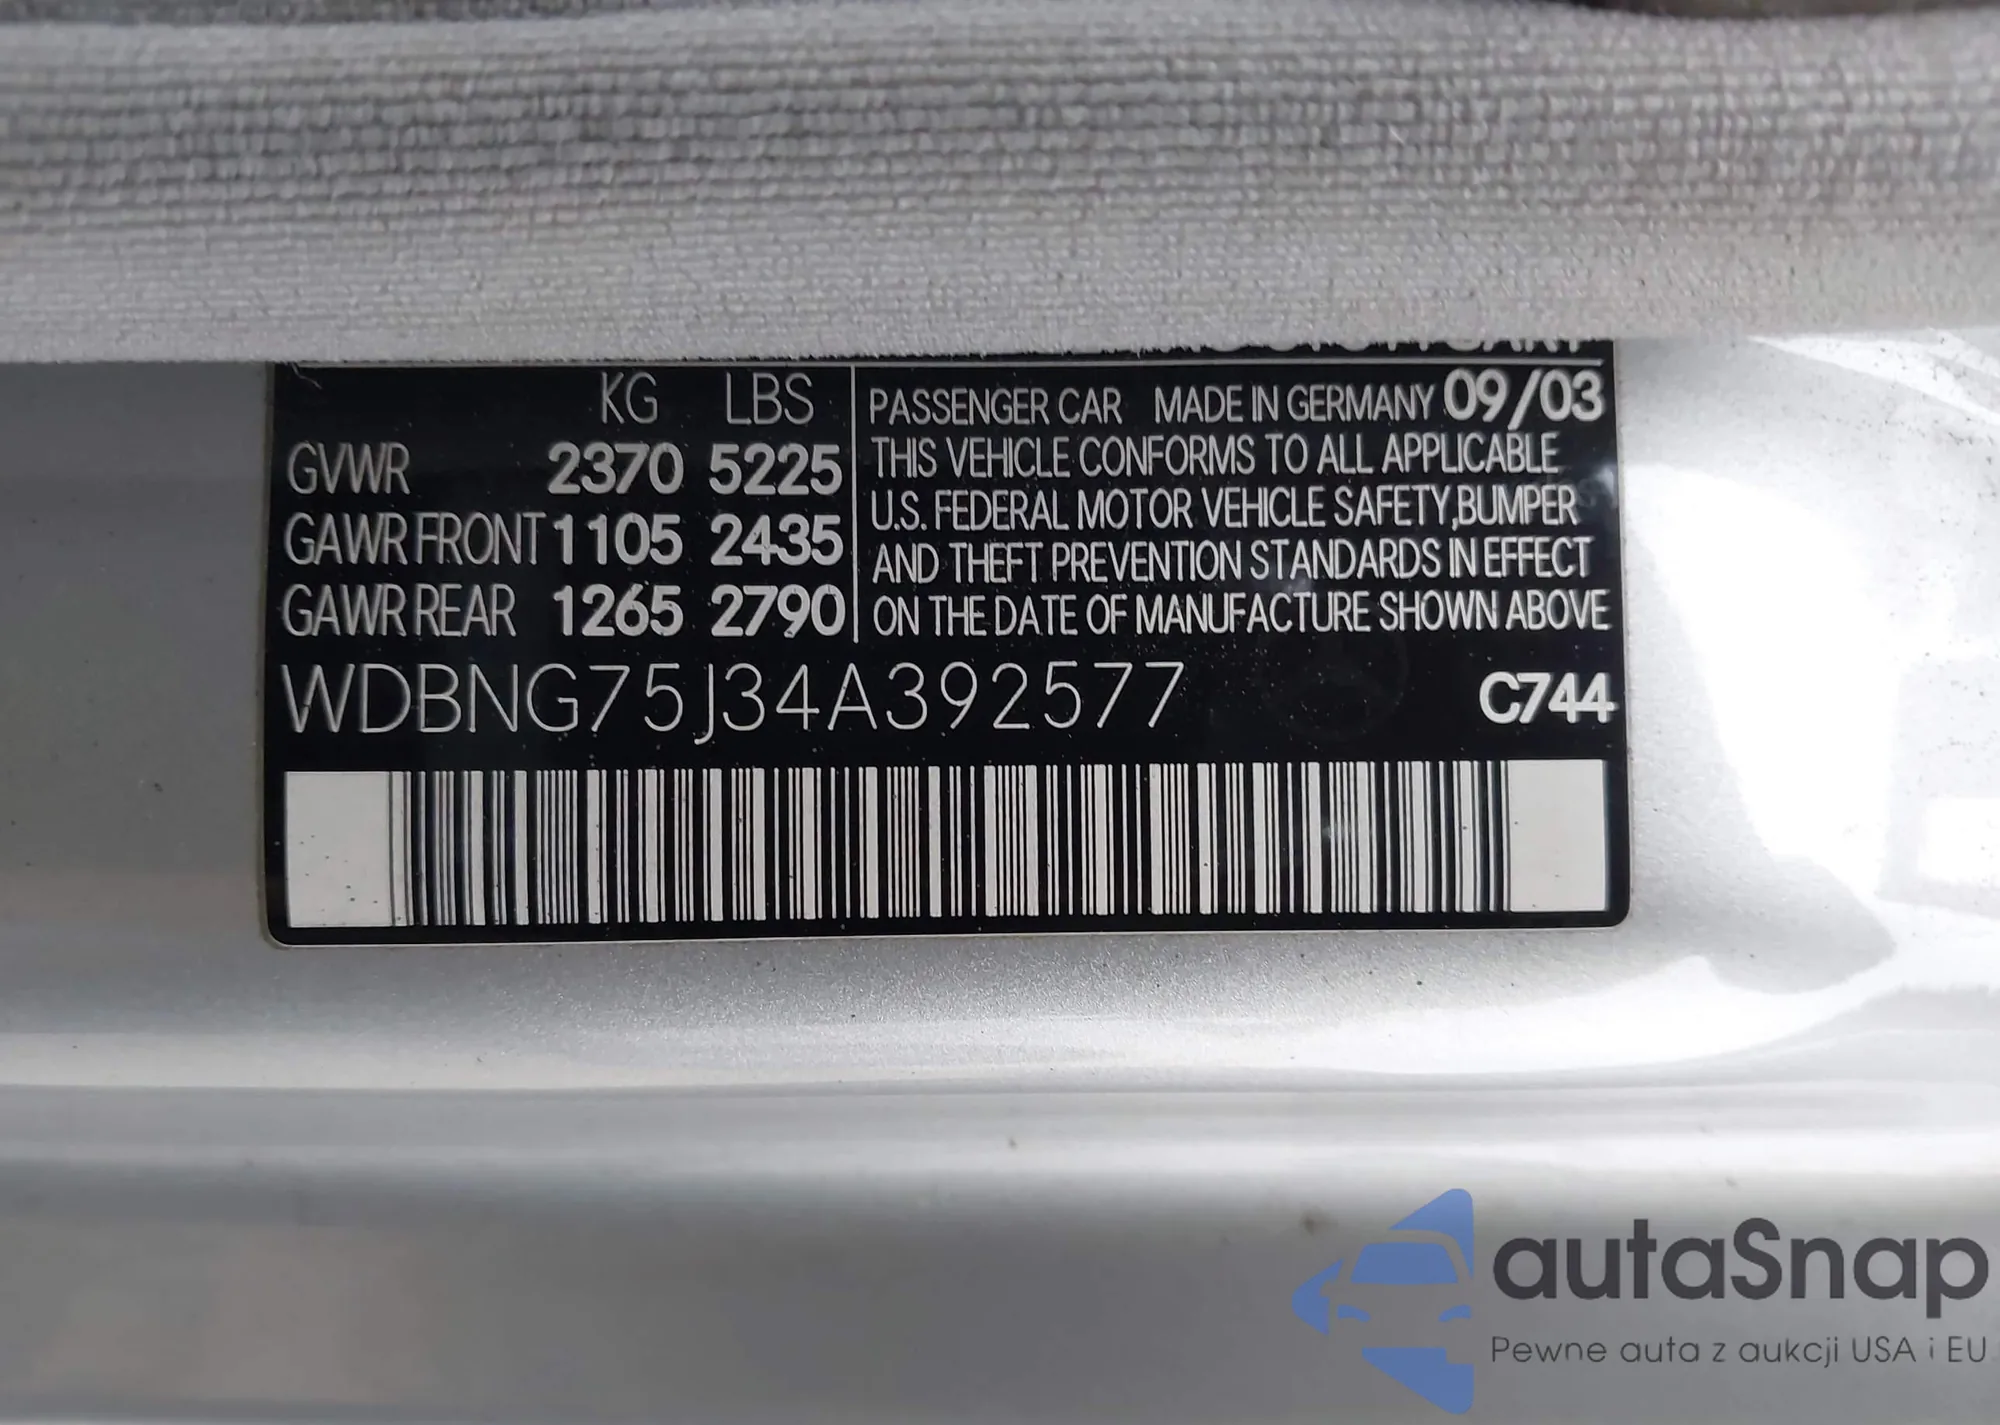 KG LBS
GVWR 2370 5225
GAWR FRONT 1105 2435
GAWR REAR 1265 2790
PASSENGER CAR MADE IN GERMANY 09/03
THIS VEHICLE CONFORMS TO ALL APPLICABLE
U.S. FEDERAL MOTOR VEHICLE SAFETY, BUMPER
AND THEFT PREVENTION STANDARDS IN EFFECT
ON THE DATE OF MANUFACTURE SHOWN ABOVE
WDBNG75J34A392577 C744
autaSnap
Pewne auta z aukcji USA i EU